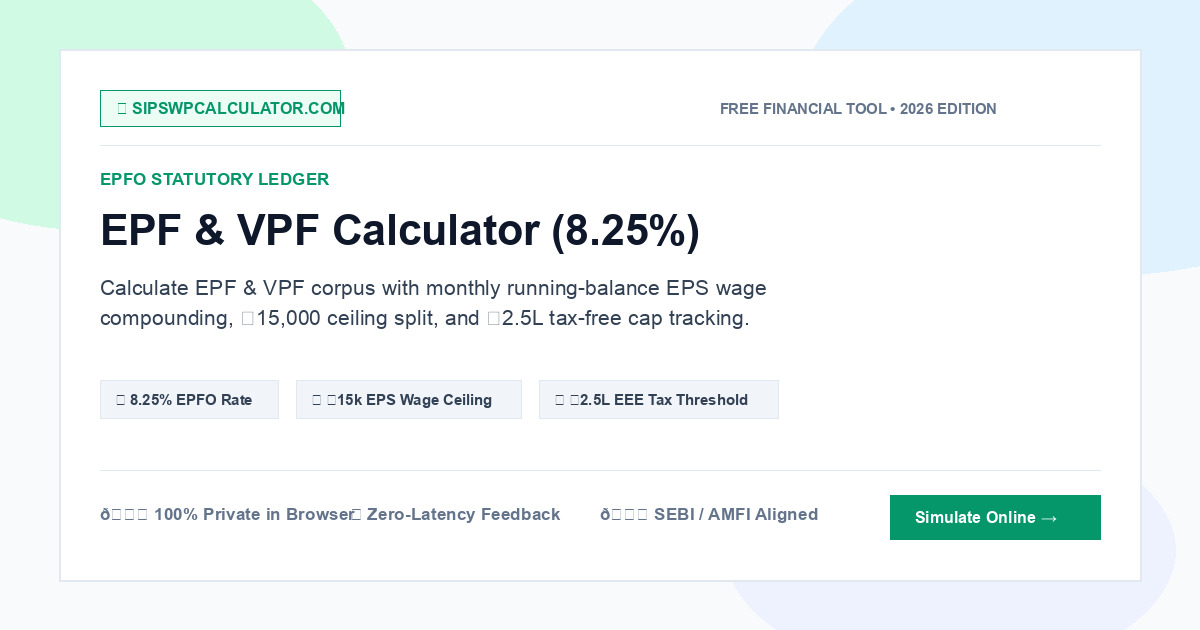 □ SIPSWPCALCULATOR.COM
FREE FINANCIAL TOOL • 2026 EDITION
EPFO STATUTORY LEDGER
EPF & VPF Calculator (8.25%)
Calculate EPF & VPF corpus with monthly running-balance EPS wage
compounding, □15,000 ceiling split, and □2.5L tax-free cap tracking.
□ 8.25% EPFO Rate
□ □15k EPS Wage Ceiling
□ □2.5L EEE Tax Threshold
ð□□□ 100% Private in Browser
□ Zero-Latency Feedback
ð□□□ SEBI / AMFI Aligned
Simulate Online →